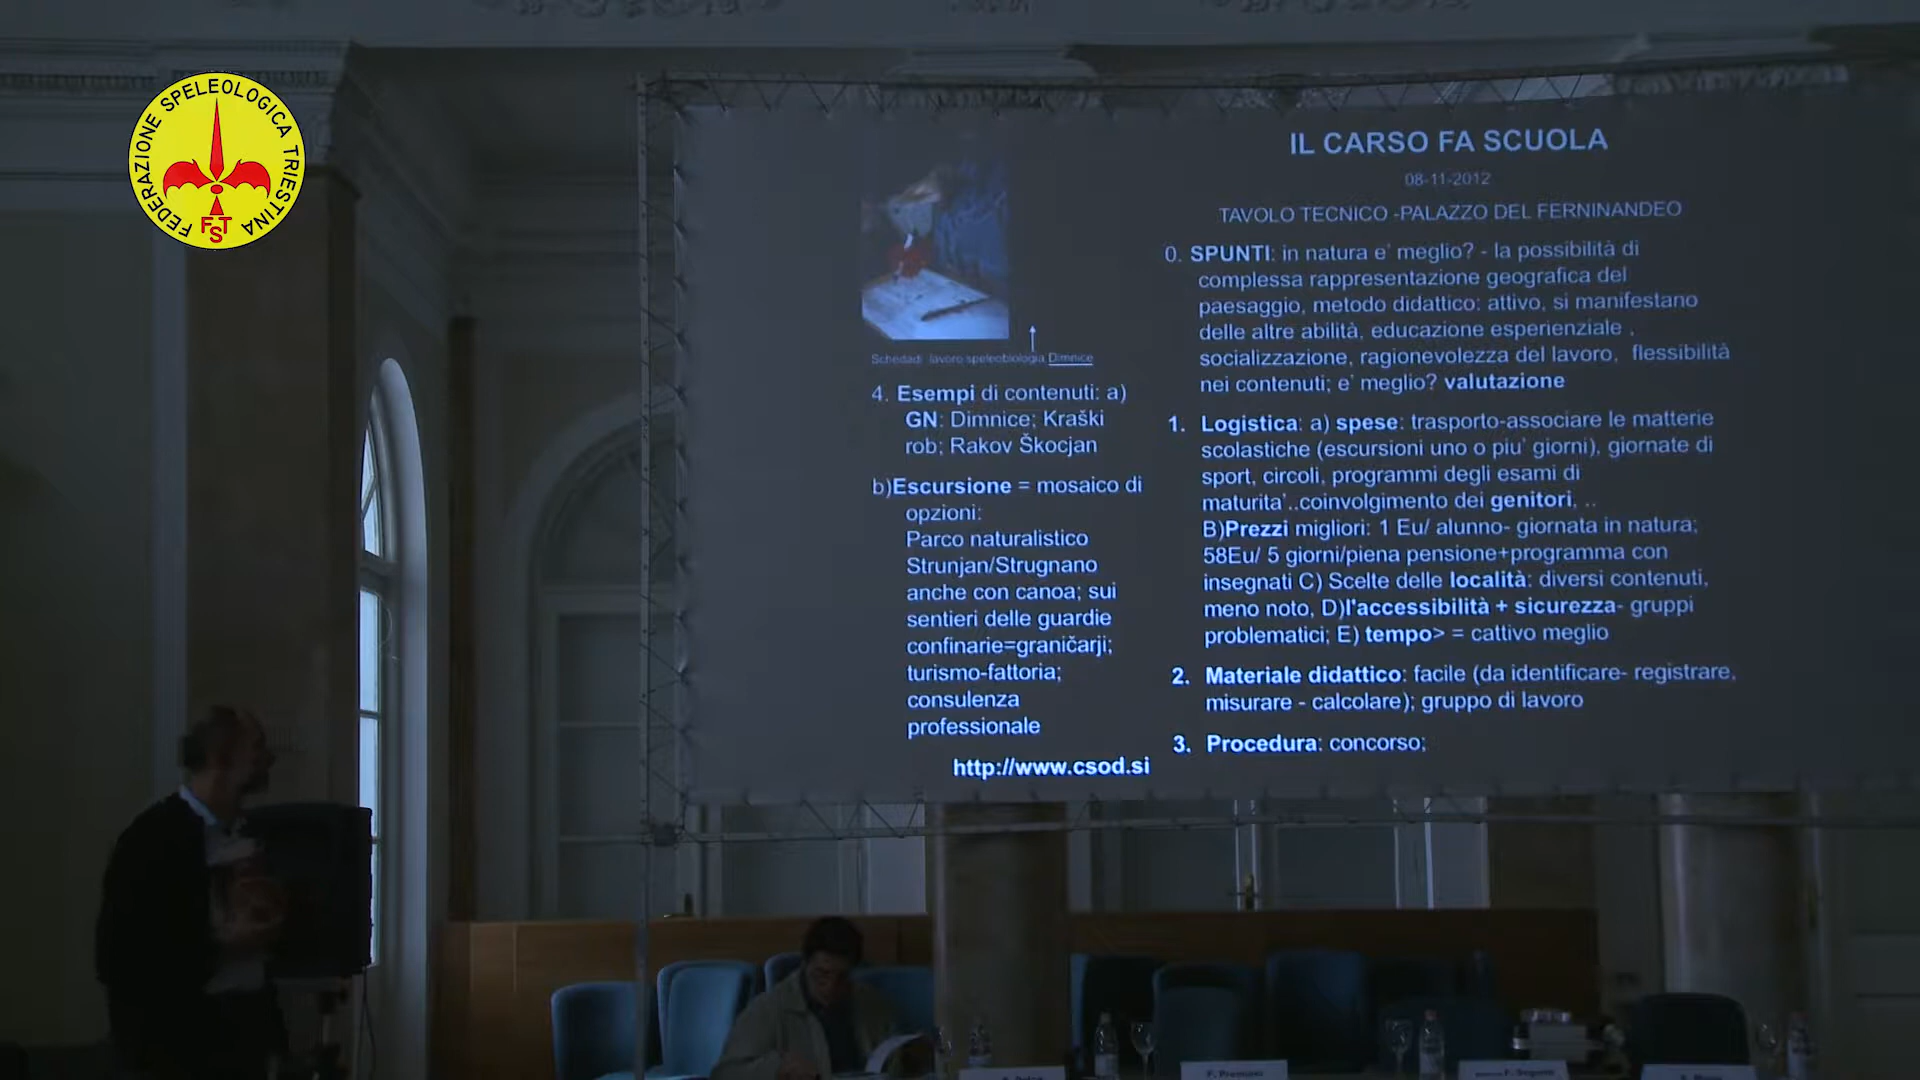 FEDERAZIONE SPELEOLOGICA TRIESTINA
FST
IL CARSO FA SCUOLA
08-11-2012
TAVOLO TECNICO -PALAZZO DEL FERNINANDEO
0. SPUNTI: in natura e' meglio? - la possibilità di
complessa rappresentazione geografica del
paesaggio, metodo didattico: attivo, si manifestano
delle altre abilità, educazione esperienziale ,
socializzazione, ragionevolezza del lavoro, flessibilità
nei contenuti; e' meglio? valutazione
1. Logistica: a) spese: trasporto-associare le matterie
scolastiche (escursioni uno o piu' giorni), giornate di
sport, circoli, programmi degli esami di
maturita'..coinvolgimento dei genitori, ..
B)Prezzi migliori: 1 Eu/ alunno- giornata in natura;
58Eu/ 5 giorni/piena pensione+programma con
insegnati C) Scelte delle località: diversi contenuti,
meno noto, D)l'accessibilità + sicurezza- gruppi
problematici; E) tempo> = cattivo meglio
2. Materiale didattico: facile (da identificare- registrare,
misurare - calcolare); gruppo di lavoro
3. Procedura: concorso;
Schedadi lavoro speleobiologia Dimnice
4. Esempi di contenuti: a)
GN: Dimnice; Kraški
rob; Rakov Škocjan
b)Escursione = mosaico di
opzioni:
Parco naturalistico
Strunjan/Strugnano
anche con canoa; sui
sentieri delle guardie
confinarie=graničarji;
turismo-fattoria;
consulenza
professionale
http://www.csod.si